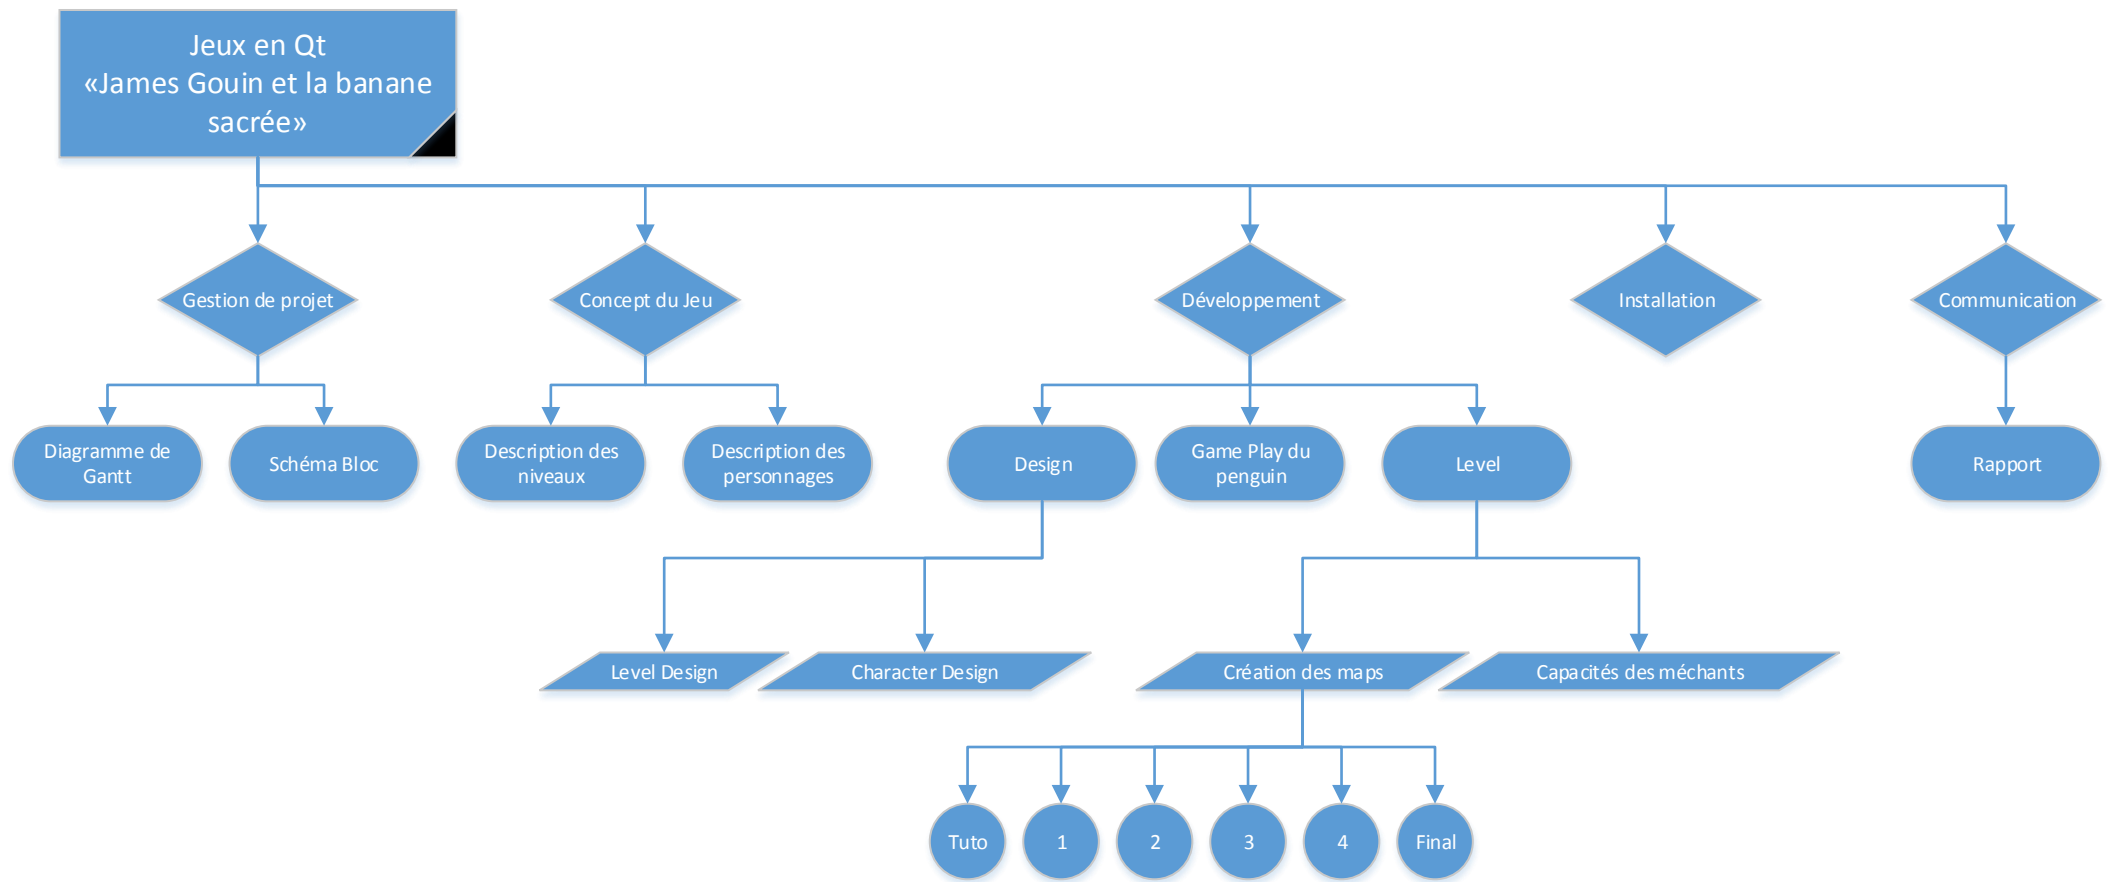 Jeux en Qt
«James Gouin et la banane
sacrée»
Gestion de projet
Concept du Jeu
Développement
Installation
Communication
Diagramme de
Gantt
Schéma Bloc
Description des
niveaux
Description des
personnages
Design
Game Play du
penguin
Level
Rapport
Level Design
Character Design
Création des maps
Capacités des méchants
Tuto
1
2
3
4
Final